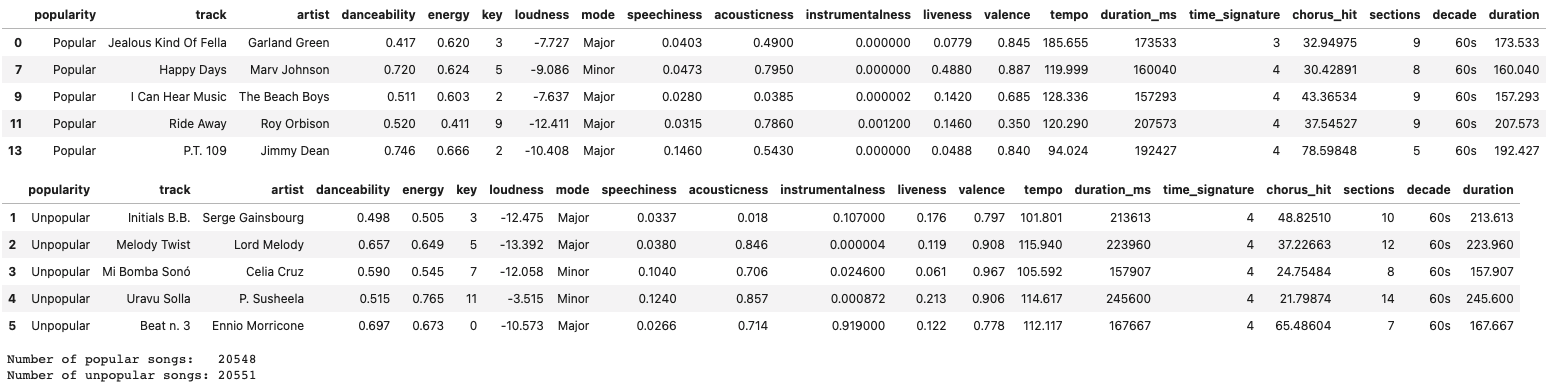 popularity track artist danceability energy key loudness mode speechiness acousticness instrumentalness liveness valence tempo duration_ms time_signature chorus_hit sections decade duration
0 Popular Jealous Kind Of Fella Garland Green 0.417 0.620 3 -7.727 Major 0.0403 0.4900 0.000000 0.0779 0.845 185.655 173533 3 32.94975 9 60s 173.533
7 Popular Happy Days Marv Johnson 0.720 0.624 5 -9.086 Minor 0.0473 0.7950 0.000000 0.4880 0.887 119.999 160040 4 30.42891 8 60s 160.040
9 Popular I Can Hear Music The Beach Boys 0.511 0.603 2 -7.637 Major 0.0280 0.0385 0.000002 0.1420 0.685 128.336 157293 4 43.36534 9 60s 157.293
11 Popular Ride Away Roy Orbison 0.520 0.411 9 -12.411 Major 0.0315 0.7860 0.001200 0.1460 0.350 120.290 207573 4 37.54527 9 60s 207.573
13 Popular P.T. 109 Jimmy Dean 0.746 0.666 2 -10.408 Major 0.1460 0.5430 0.000000 0.0488 0.840 94.024 192427 4 78.59848 5 60s 192.427
popularity track artist danceability energy key loudness mode speechiness acousticness instrumentalness liveness valence tempo duration_ms time_signature chorus_hit sections decade duration
1 Unpopular Initials B.B. Serge Gainsbourg 0.498 0.505 3 -12.475 Major 0.0337 0.018 0.107000 0.176 0.797 101.801 213613 4 48.82510 10 60s 213.613
2 Unpopular Melody Twist Lord Melody 0.657 0.649 5 -13.392 Major 0.0380 0.846 0.000004 0.119 0.908 115.940 223960 4 37.22663 12 60s 223.960
3 Unpopular Mi Bomba Sonó Celia Cruz 0.590 0.545 7 -12.058 Minor 0.1040 0.706 0.024600 0.061 0.967 105.592 157907 4 24.75484 8 60s 157.907
4 Unpopular Uravu Solla P. Susheela 0.515 0.765 11 -3.515 Minor 0.1240 0.857 0.000872 0.213 0.906 114.617 245600 4 21.79874 14 60s 245.600
5 Unpopular Beat n. 3 Ennio Morricone 0.697 0.673 0 -10.573 Major 0.0266 0.714 0.919000 0.122 0.778 112.117 167667 4 65.48604 7 60s 167.667
Number of popular songs: 20548
Number of unpopular songs: 20551